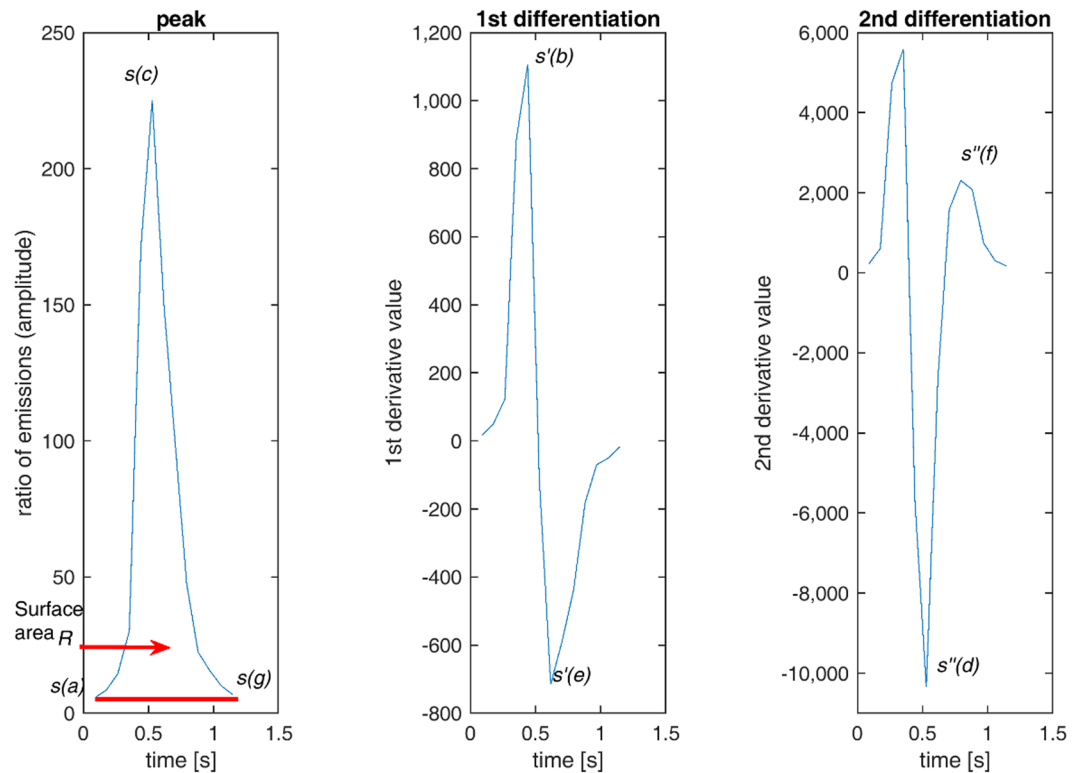 peak
250
200
150
100
50
0
ratio of emissions (amplitude)
s(c)
Surface
area R
s(a)
s(g)
0 0.5 1 1.5
time [s]
1st differentiation
1,200
1,000
800
600
400
200
0
-200
-400
-600
-800
1st derivative value
s'(b)
s'(e)
0 0.5 1 1.5
time [s]
2nd differentiation
6,000
4,000
2,000
0
-2,000
-4,000
-6,000
-8,000
-10,000
2nd derivative value
s''(f)
s''(d)
0 0.5 1 1.5
time [s]